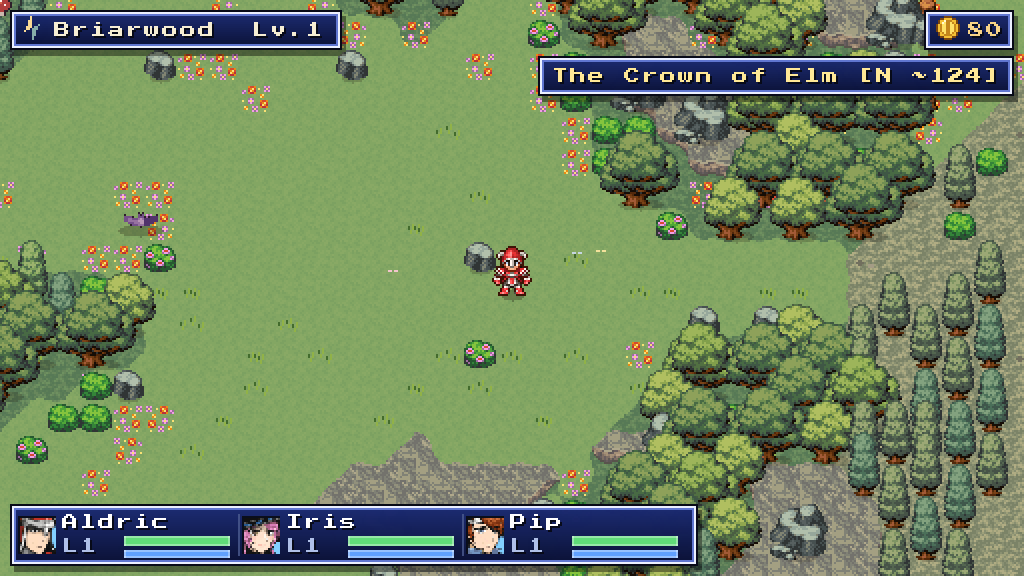 Briarwood Lv.1
80
The Crown of Elm [N ~124]
Aldric
L1
Iris
L1
Pip
L1